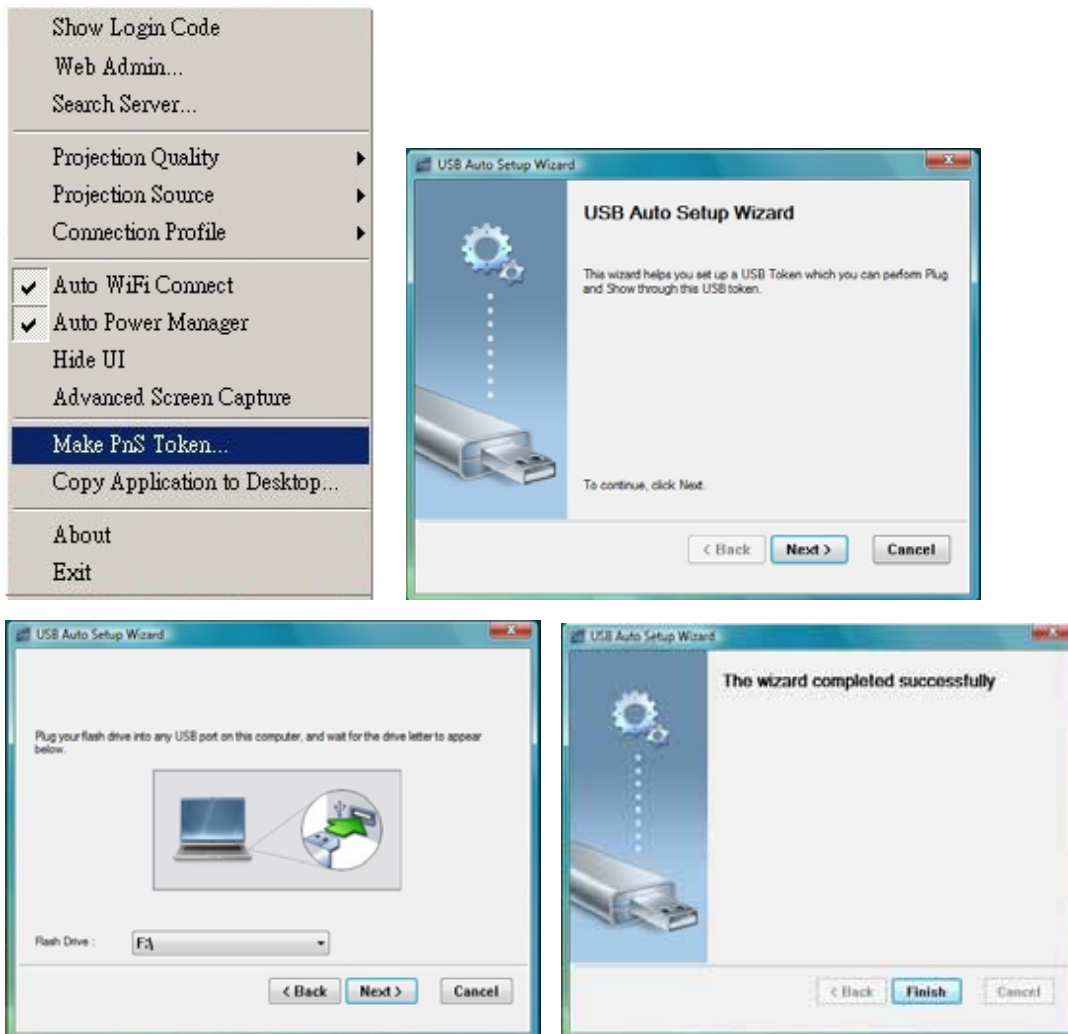 Show Login Code
Web Admin...
Search Server...
Projection Quality
Projection Source
Connection Profile
Auto WiFi Connect
Auto Power Manager
Hide UI
Advanced Screen Capture
Make PnS Token...
Copy Application to Desktop...
About
Exit
USB Auto Setup Wizard
USB Auto Setup Wizard
This wizard helps you set up a USB Token which you can perform Plug
and Show through this USB token.
To continue, click Next.
< Back Next > Cancel
USB Auto Setup Wizard
Plug your flash drive into any USB port on this computer, and wait for the drive letter to appear
below.
Flash Drive : F:\
< Back Next > Cancel
USB Auto Setup Wizard
The wizard completed successfully
< Back Finish Cancel